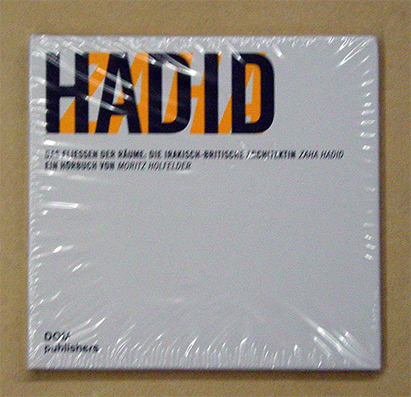 HADID
DAS FLIESSEN DER RÄUME: DIE IRAKISCH-BRITISCHE ARCHITEKTIN ZAHA HADID
EIN HÖRBUCH VON MORITZ HOLFELDER
DOM
publishers